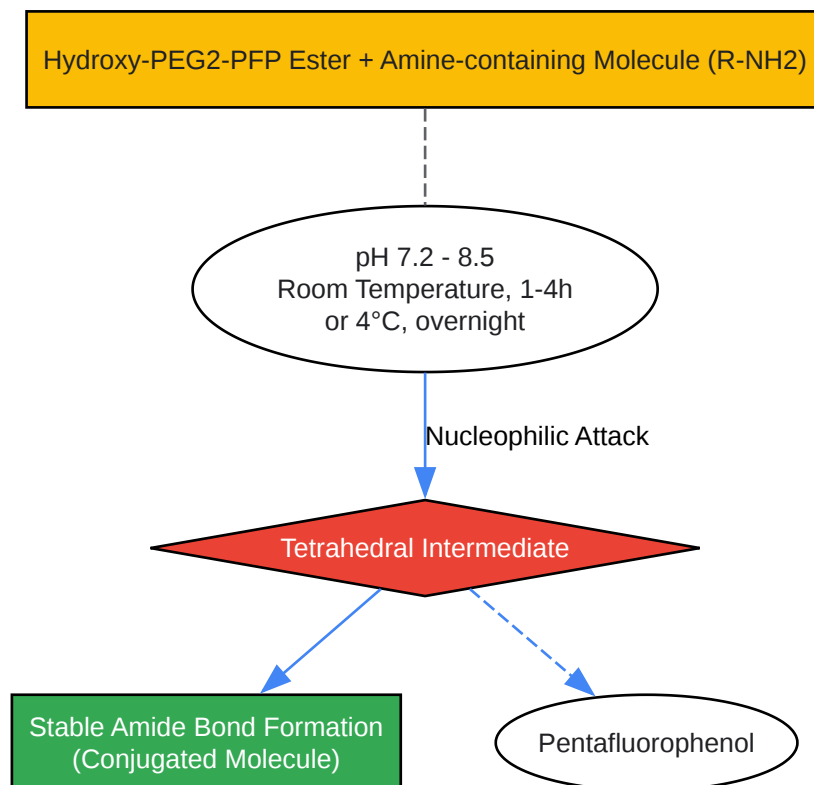 Hydroxy-PEG2-PFP Ester + Amine-containing Molecule (R-NH2)
pH 7.2 - 8.5
Room Temperature, 1-4h
or 4°C, overnight
Nucleophilic Attack
Tetrahedral Intermediate
Stable Amide Bond Formation
(Conjugated Molecule)
Pentafluorophenol